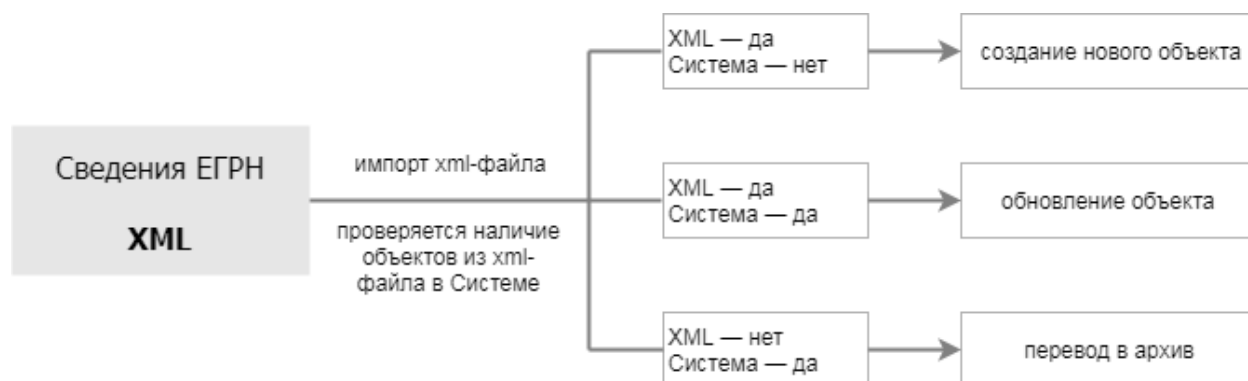 Сведения ЕГРН
XML
импорт xml-файла
проверяется наличие
объектов из xml-
файла в Системе
XML — да
Система — нет
создание нового объекта
XML — да
Система — да
обновление объекта
XML — нет
Система — да
перевод в архив